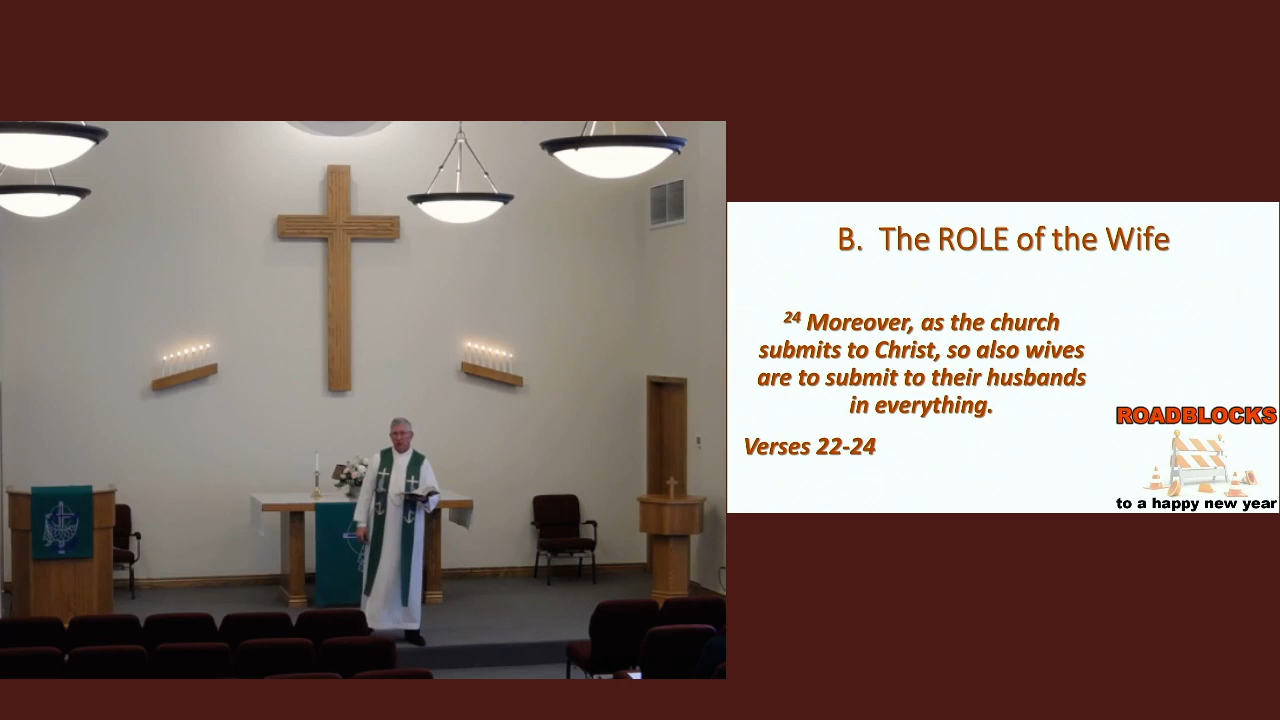 B. The ROLE of the Wife
24 Moreover, as the church
submits to Christ, so also wives
are to submit to their husbands
in everything.
Verses 22-24
ROADBLOCKS
to a happy new year